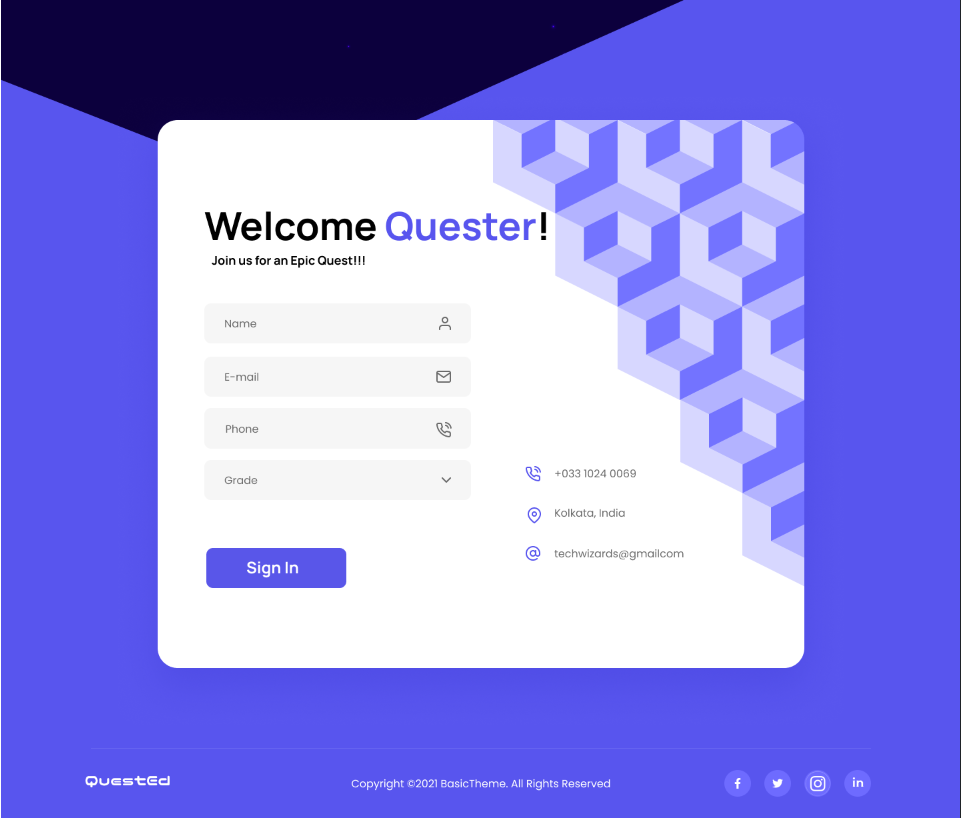 Welcome Quester!
Join us for an Epic Quest!!!
Name
E-mail
Phone
Grade
Sign In
+033 1024 0069
Kolkata, India
techwizards@gmailcom
QuestEd
Copyright ©2021 BasicTheme. All Rights Reserved
f
in